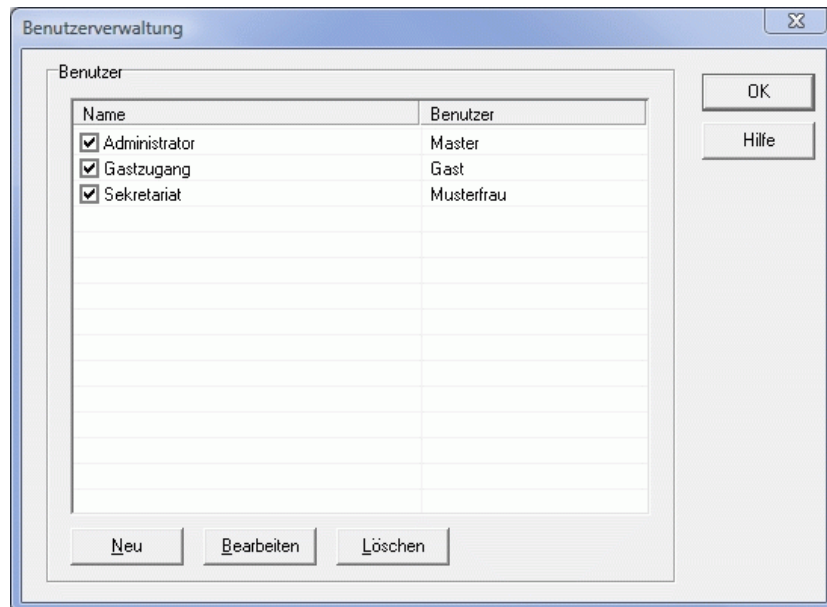 Benutzerverwaltung
Benutzer
OK
Hilfe
Name Benutzer
Administrator Master
Gastzugang Gast
Sekretariat Musterfrau
Neu Bearbeiten Löschen